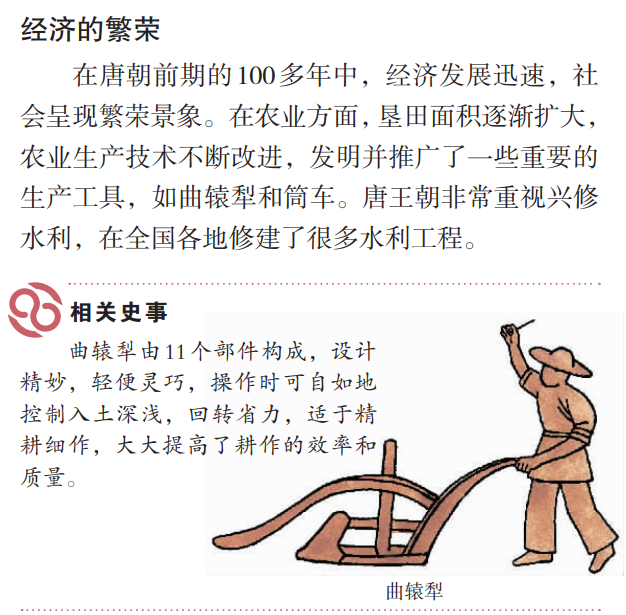 经济的繁荣
在唐朝前期的100多年中，经济发展迅速，社
会呈现繁荣景象。在农业方面，垦田面积逐渐扩大，
农业生产技术不断改进，发明并推广了一些重要的
生产工具，如曲辕犁和筒车。唐王朝非常重视兴修
水利，在全国各地修建了很多水利工程。
相关史事
曲辕犁由11个部件构成，设计
精妙，轻便灵巧，操作时可自如地
控制入土深浅，回转省力，适于精
耕细作，大大提高了耕作的效率和
质量。
曲辕犁